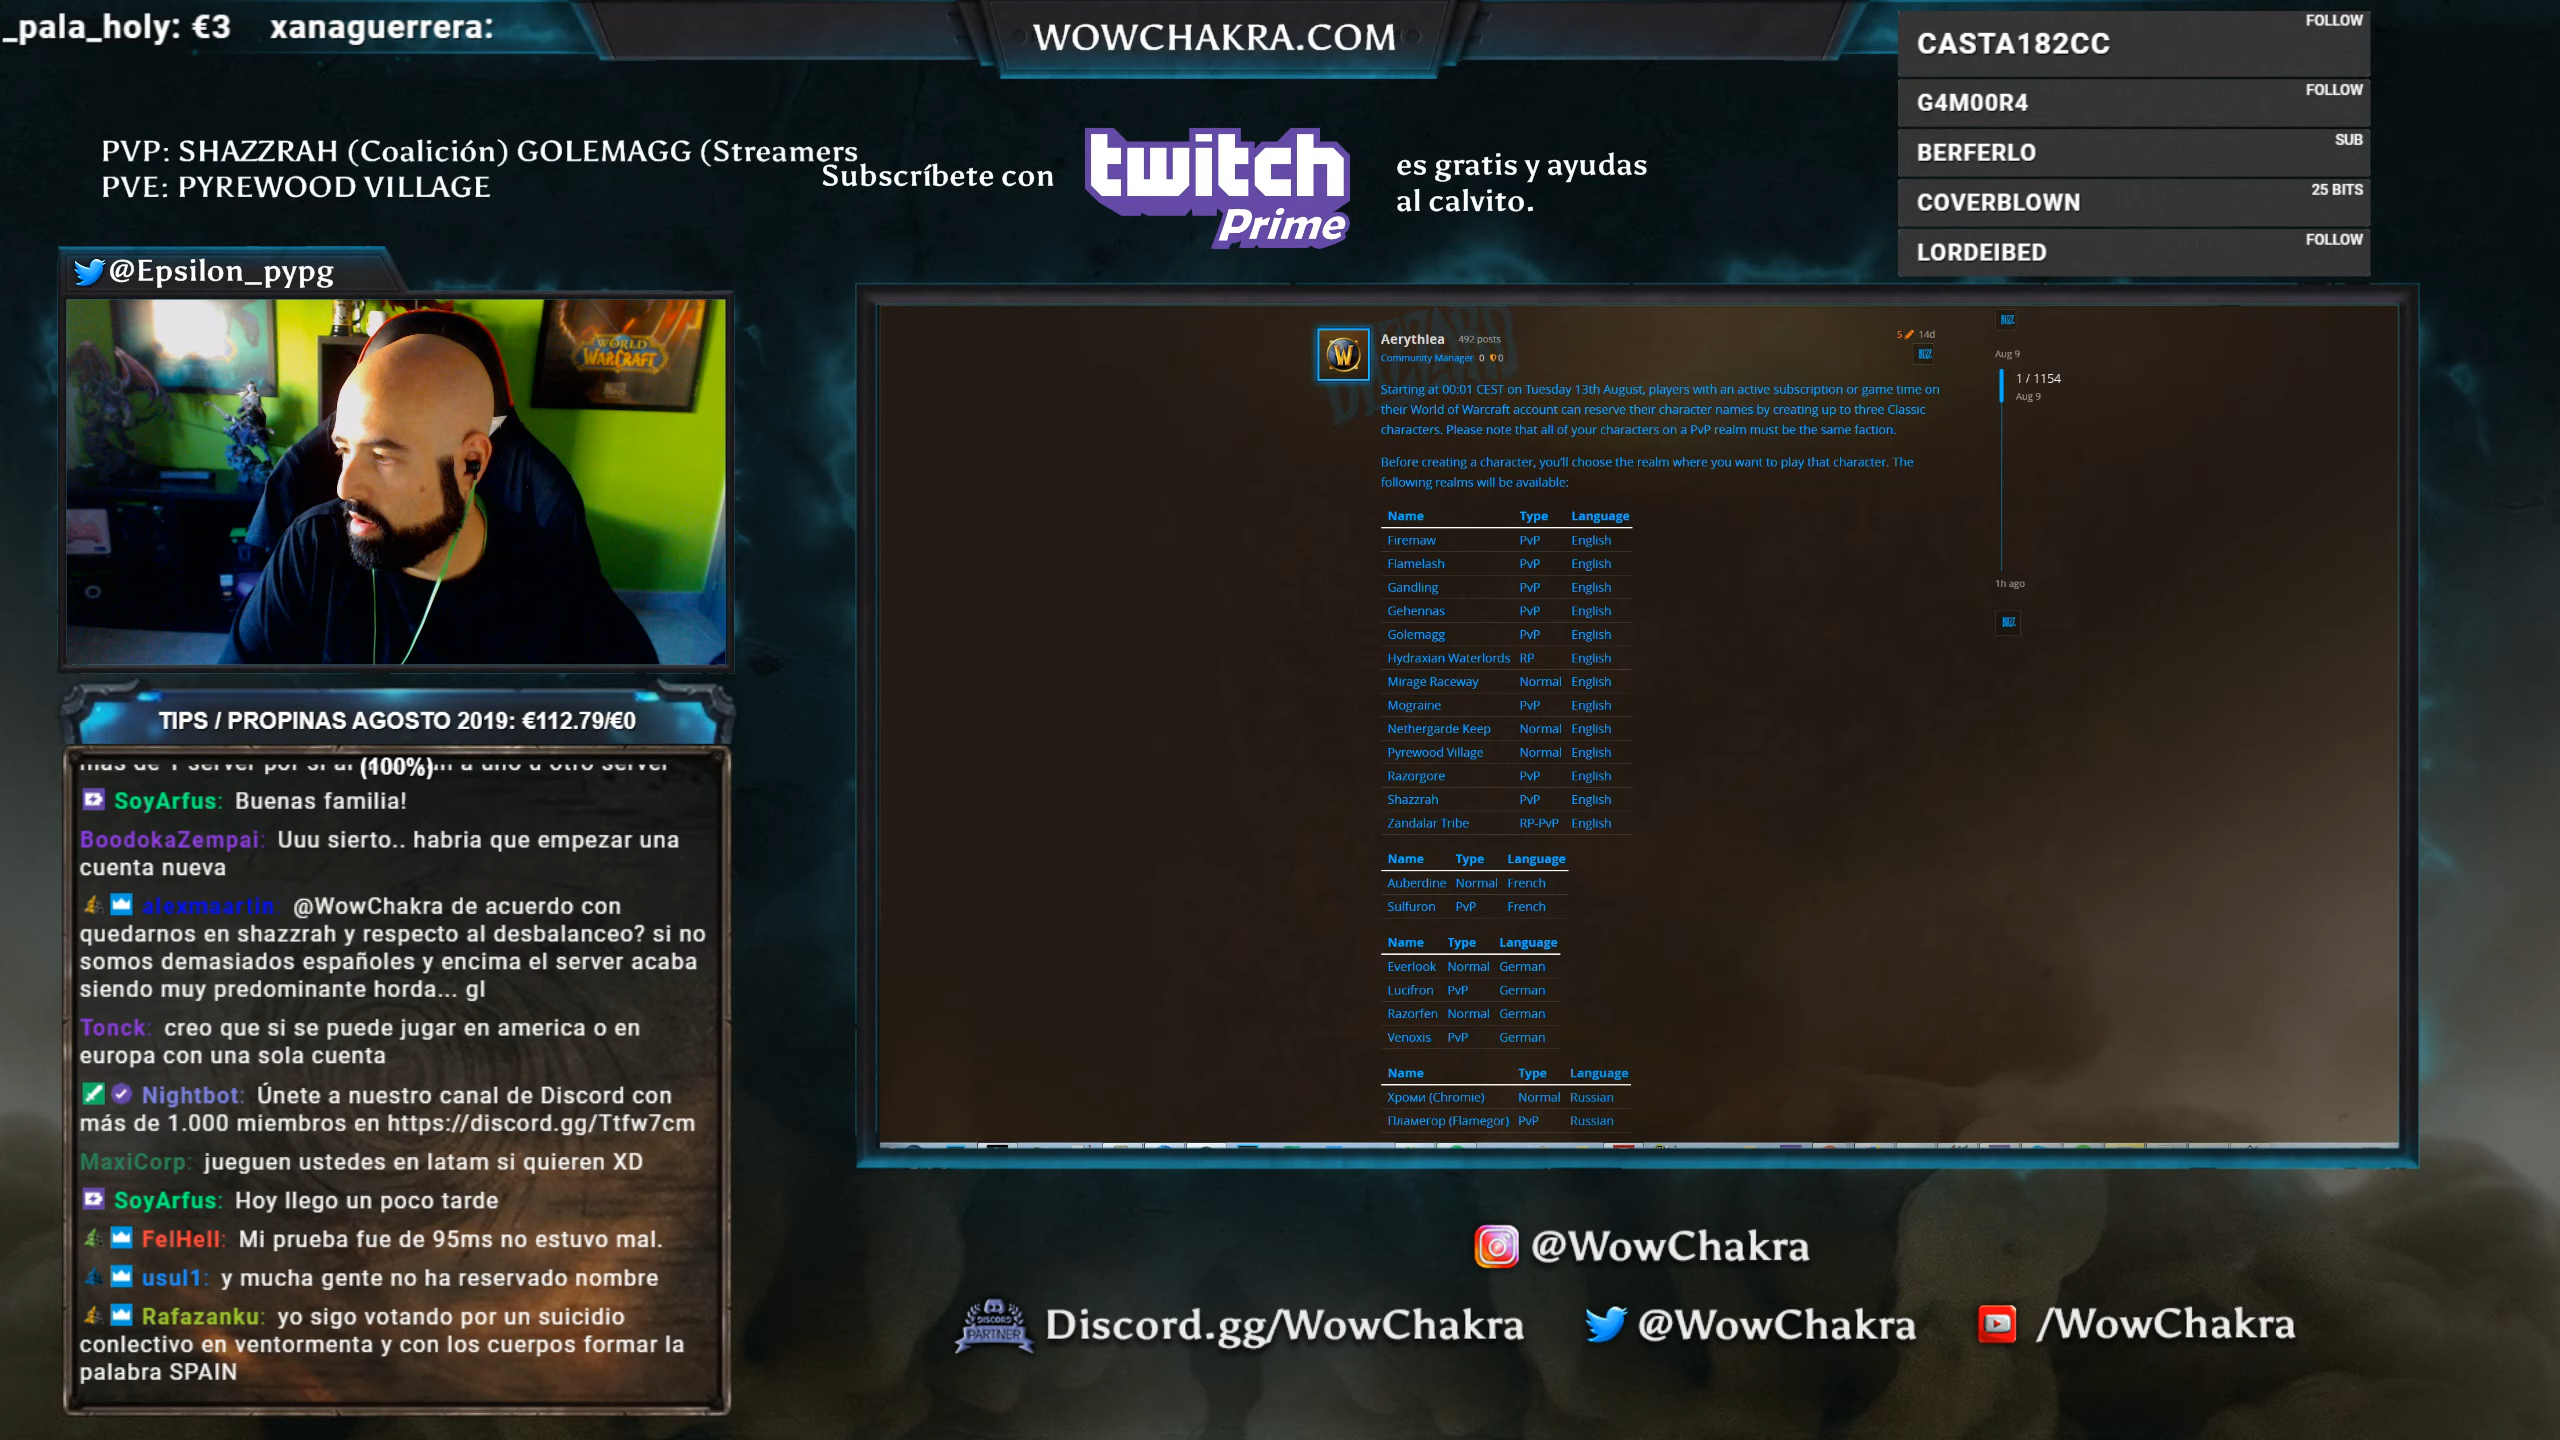 _pala_holy: €3 xanaguerrera:
WOWCHAKRA.COM
CASTA182CC FOLLOW
G4M00R4 FOLLOW
BERFERLO SUB
COVERBLOWN 25 BITS
LORDEIBED FOLLOW
PVP: SHAZZRAH (Coalición) GOLEMAGG (Streamers
PVE: PYREWOOD VILLAGE
Subscríbete con
twitch
Prime
es gratis y ayudas
al calvito.
@Epsilon_pypg
WORLD
WARCRAFT
TIPS / PROPINAS AGOSTO 2019: €112.79/€0
(100%)
SoyArfus: Buenas familia!
BoodokaZempai: Uuu sierto.. habria que empezar una
cuenta nueva
alexmaartin: @WowChakra de acuerdo con
quedarnos en shazzrah y respecto al desbalanceo? si no
somos demasiados españoles y encima el server acaba
siendo muy predominante horda... gl
Tonck: creo que si se puede jugar en america o en
europa con una sola cuenta
Nightbot: Únete a nuestro canal de Discord con
más de 1.000 miembros en https://discord.gg/Ttfw7cm
MaxiCorp: jueguen ustedes en latam si quieren XD
SoyArfus: Hoy llego un poco tarde
FelHell: Mi prueba fue de 95ms no estuvo mal.
usul1: y mucha gente no ha reservado nombre
Rafazanku: yo sigo votando por un suicidio
conlectivo en ventormenta y con los cuerpos formar la
palabra SPAIN
Aerythlea 492 posts
Community Manager 0 0
5 14d
Starting at 00:01 CEST on Tuesday 13th August, players with an active subscription or game time on
their World of Warcraft account can reserve their character names by creating up to three Classic
characters. Please note that all of your characters on a PvP realm must be the same faction.
Before creating a character, you'll choose the realm where you want to play that character. The
following realms will be available:
Name Type Language
Firemaw PvP English
Flamelash PvP English
Gandling PvP English
Gehennas PvP English
Golemagg PvP English
Hydraxian Waterlords RP English
Mirage Raceway Normal English
Mograine PvP English
Nethergarde Keep Normal English
Pyrewood Village Normal English
Razorgore PvP English
Shazzrah PvP English
Zandalar Tribe RP-PvP English
Name Type Language
Auberdine Normal French
Sulfuron PvP French
Name Type Language
Everlook Normal German
Lucifron PvP German
Razorfen Normal German
Venoxis PvP German
Name Type Language
Хроми (Chromie) Normal Russian
Пламегор (Flamegor) PvP Russian
Aug 9
1 / 1154
Aug 9
1h ago
@WowChakra
DISCORD
PARTNER
Discord.gg/WowChakra
@WowChakra
/WowChakra